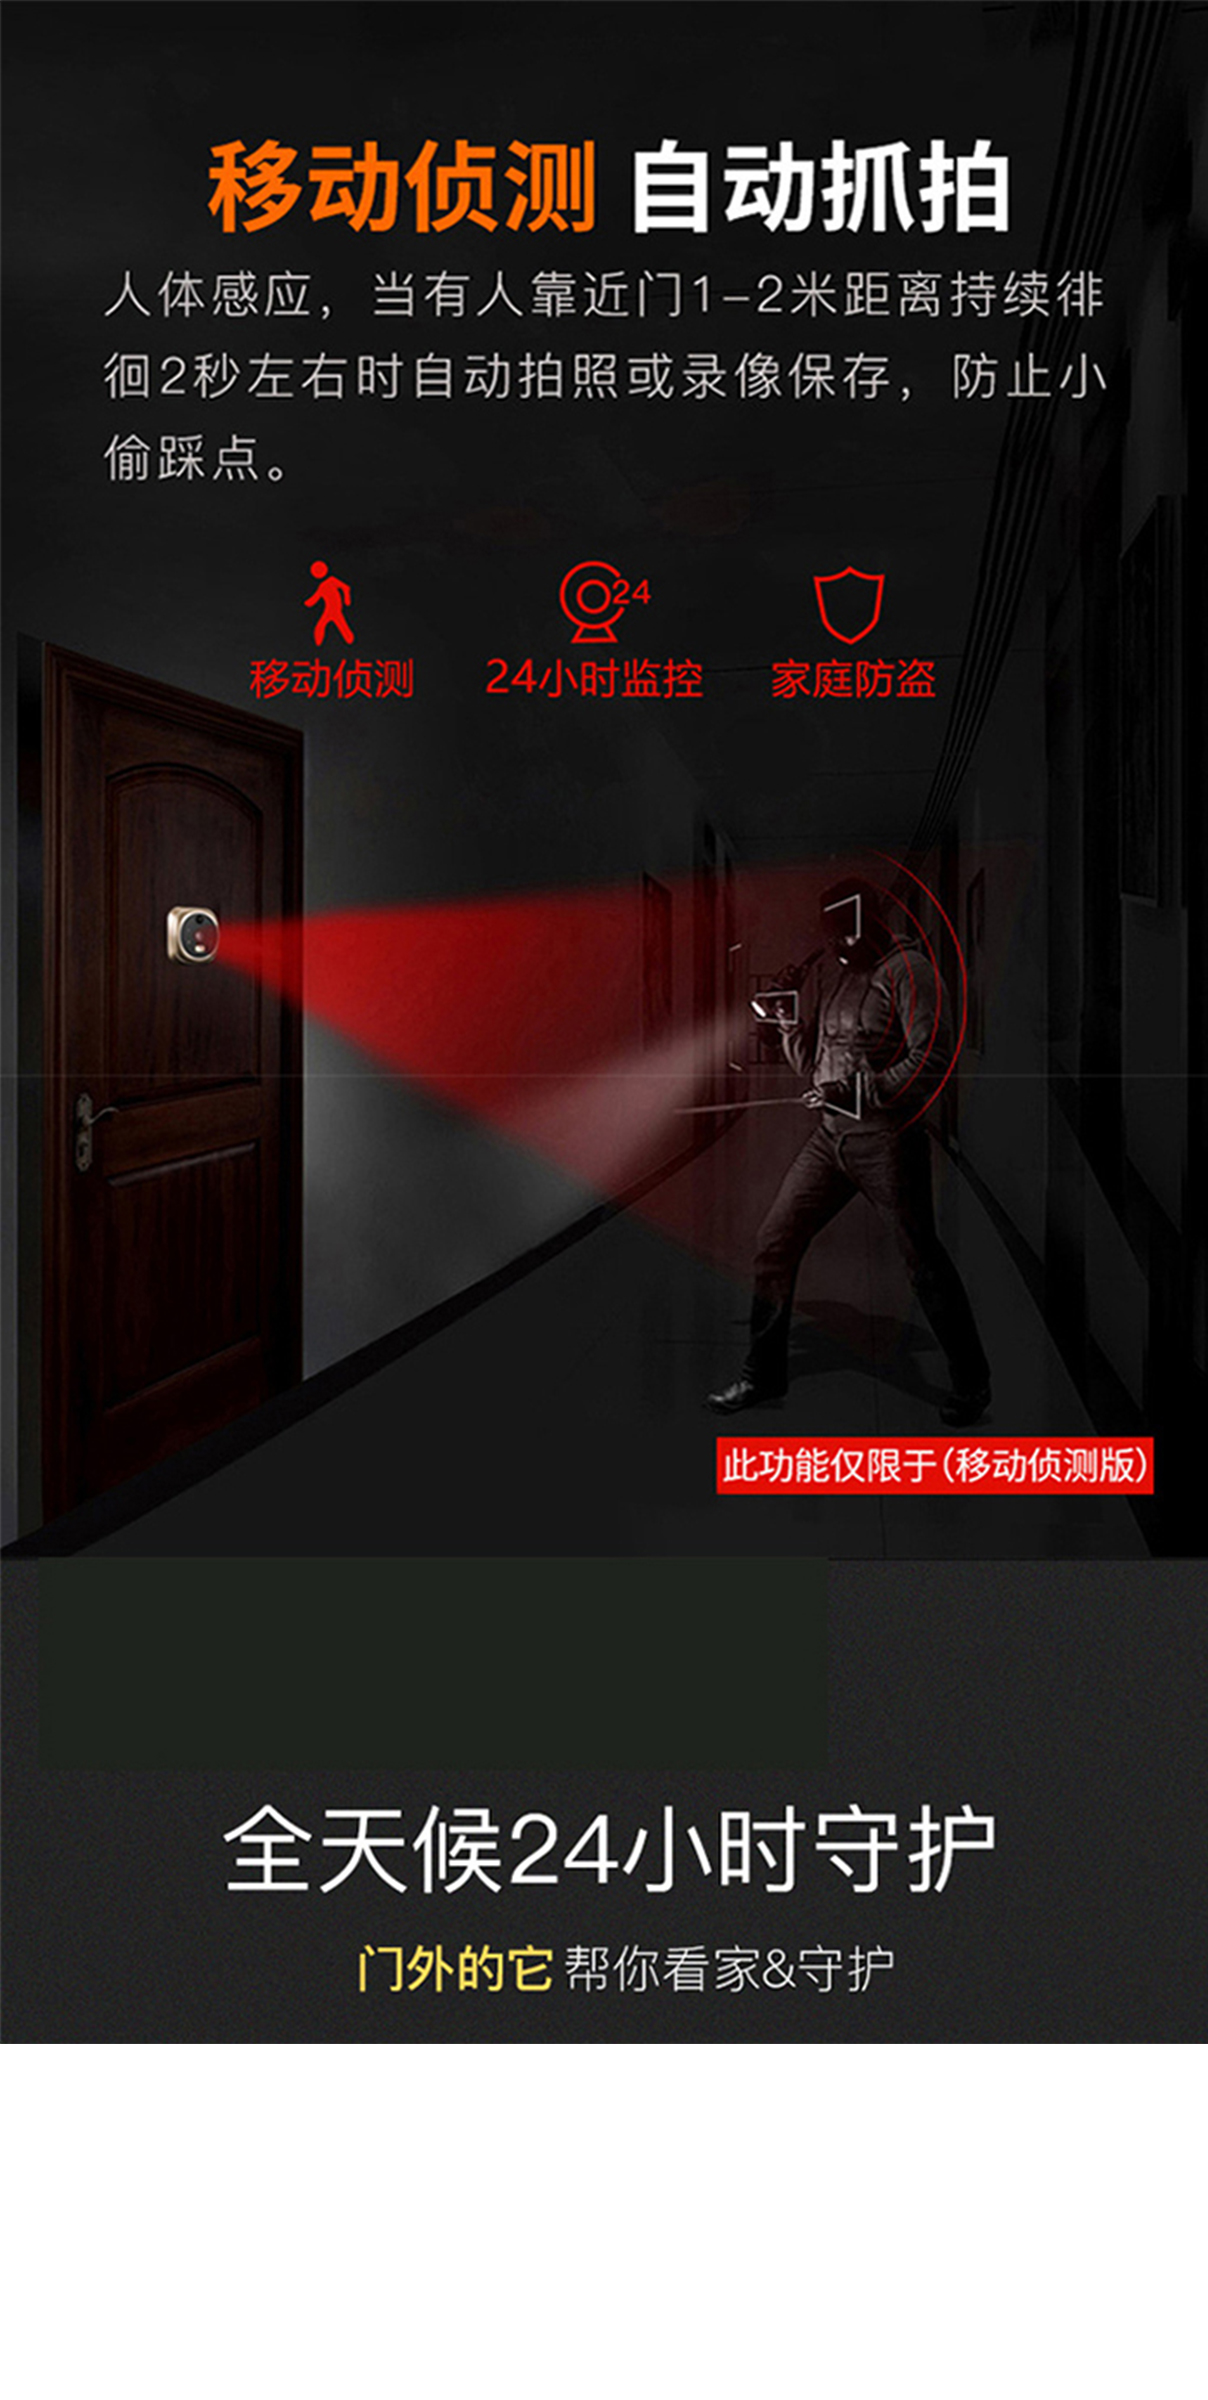 移动侦测 自动抓拍
人体感应，当有人靠近门1-2米距离持续徘
徊2秒左右时自动拍照或录像保存，防止小
偷踩点。
24
移动侦测 24小时监控 家庭防盗
此功能仅限于(移动侦测版)
全天候24小时守护
门外的它 帮你看家&守护